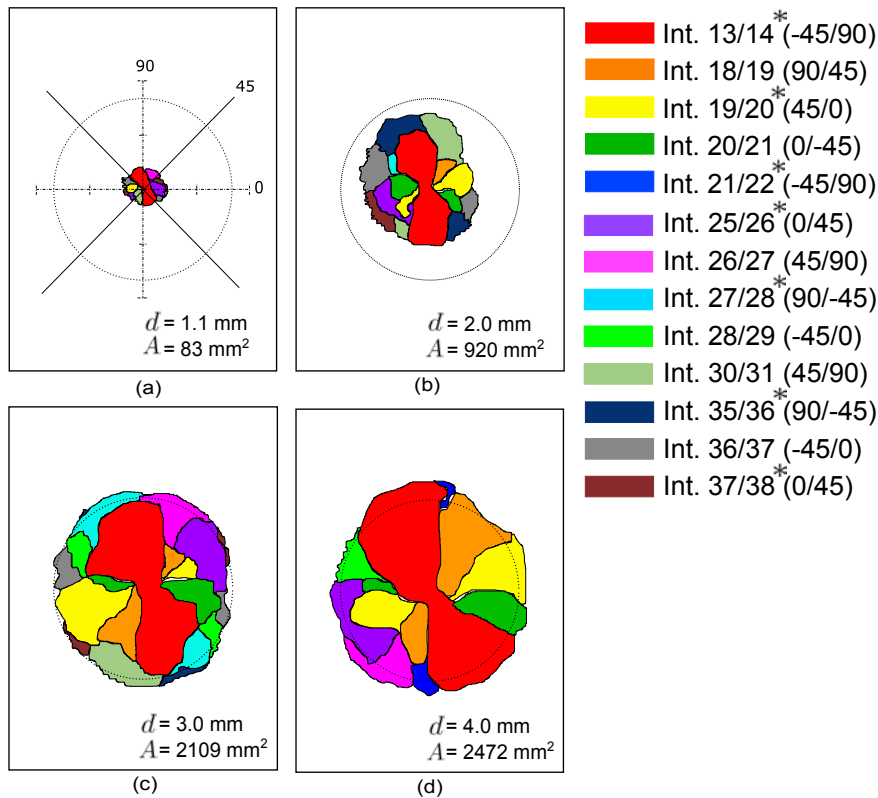 90
45
0
d = 1.1 mm
A = 83 mm²
(a)
d = 2.0 mm
A = 920 mm²
(b)
d = 3.0 mm
A = 2109 mm²
(c)
d = 4.0 mm
A = 2472 mm²
(d)
Int. 13/14*(-45/90)
Int. 18/19 (90/45)
Int. 19/20*(45/0)
Int. 20/21 (0/-45)
Int. 21/22*(-45/90)
Int. 25/26*(0/45)
Int. 26/27 (45/90)
Int. 27/28*(90/-45)
Int. 28/29 (-45/0)
Int. 30/31 (45/90)
Int. 35/36*(90/-45)
Int. 36/37 (-45/0)
Int. 37/38*(0/45)